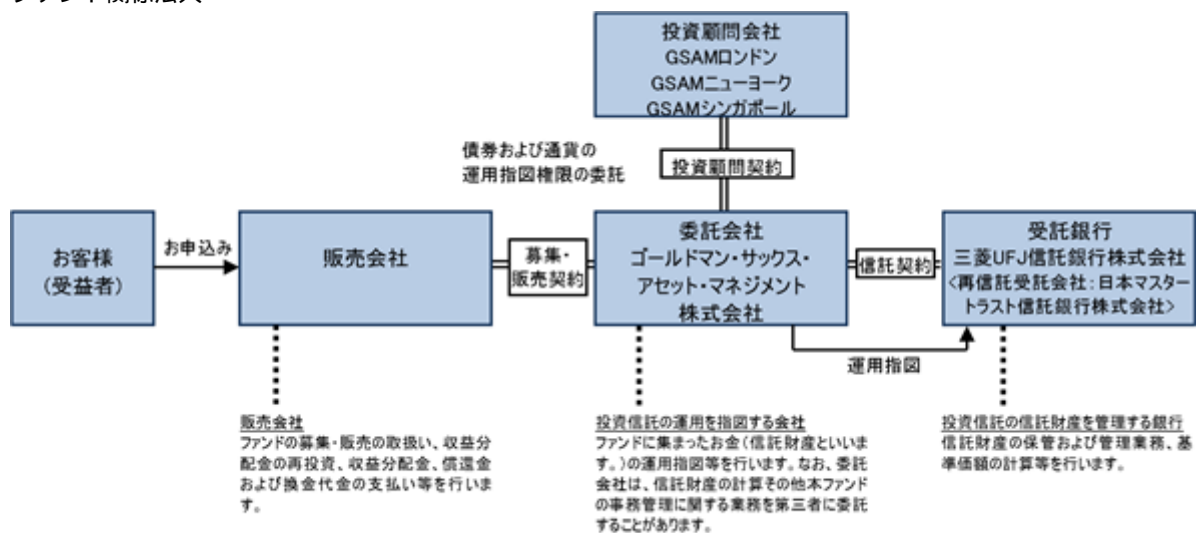 投資顧問会社
GSAMロンドン
GSAMニューヨーク
GSAMシンガポール
債券および通貨の
運用指図権限の委託
投資顧問契約
お客様
(受益者)
お申込み
販売会社
募集・
販売契約
委託会社
ゴールドマン・サックス・
アセット・マネジメント
株式会社
信託契約
受託銀行
三菱UFJ信託銀行株式会社
<再信託受託会社:日本マスター
トラスト信託銀行株式会社>
運用指図
販売会社
ファンドの募集・販売の取扱い、収益分
配金の再投資、収益分配金、償還金
および換金代金の支払い等を行いま
す。
投資信託の運用を指図する会社
ファンドに集まったお金(信託財産といいま
す。)の運用指図等を行います。なお、委託
会社は、信託財産の計算その他本ファンド
の事務管理に関する業務を第三者に委託
することがあります。
投資信託の信託財産を管理する銀行
信託財産の保管および管理業務、基
準価額の計算等を行います。